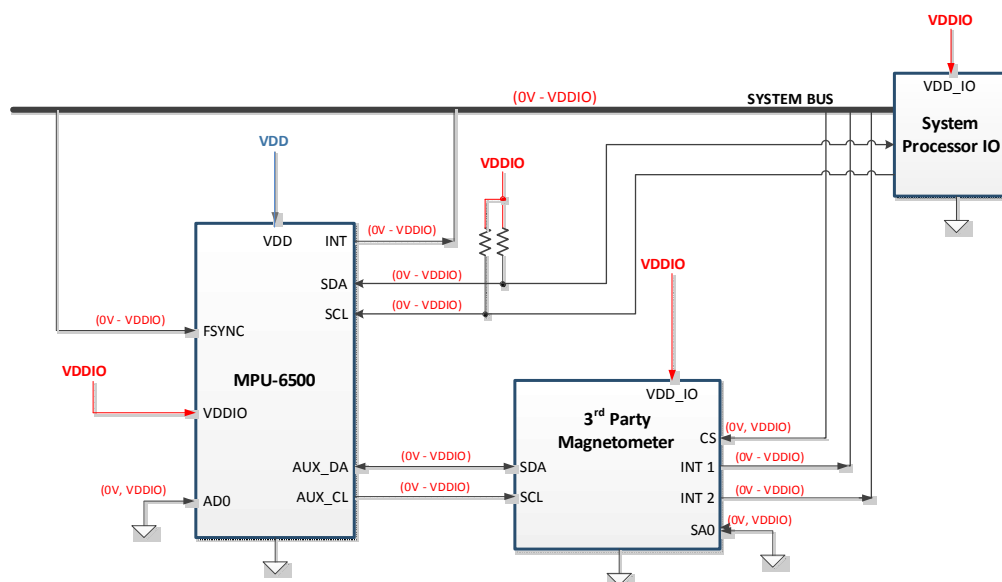 VDDIO
VDD_IO
System
Processor IO
(0V - VDDIO)
SYSTEM BUS
VDD
VDDIO
VDD
INT
(0V - VDDIO)
SDA
(0V - VDDIO)
SCL
(0V - VDDIO)
(0V - VDDIO)
FSYNC
MPU-6500
VDDIO
VDDIO
VDDIO
VDD_IO
3rd Party
Magnetometer
CS
(0V, VDDIO)
AUX_DA
(0V - VDDIO)
SDA
INT 1
(0V - VDDIO)
(0V, VDDIO)
AD0
AUX_CL
(0V - VDDIO)
SCL
INT 2
(0V - VDDIO)
SA0
(0V, VDDIO)